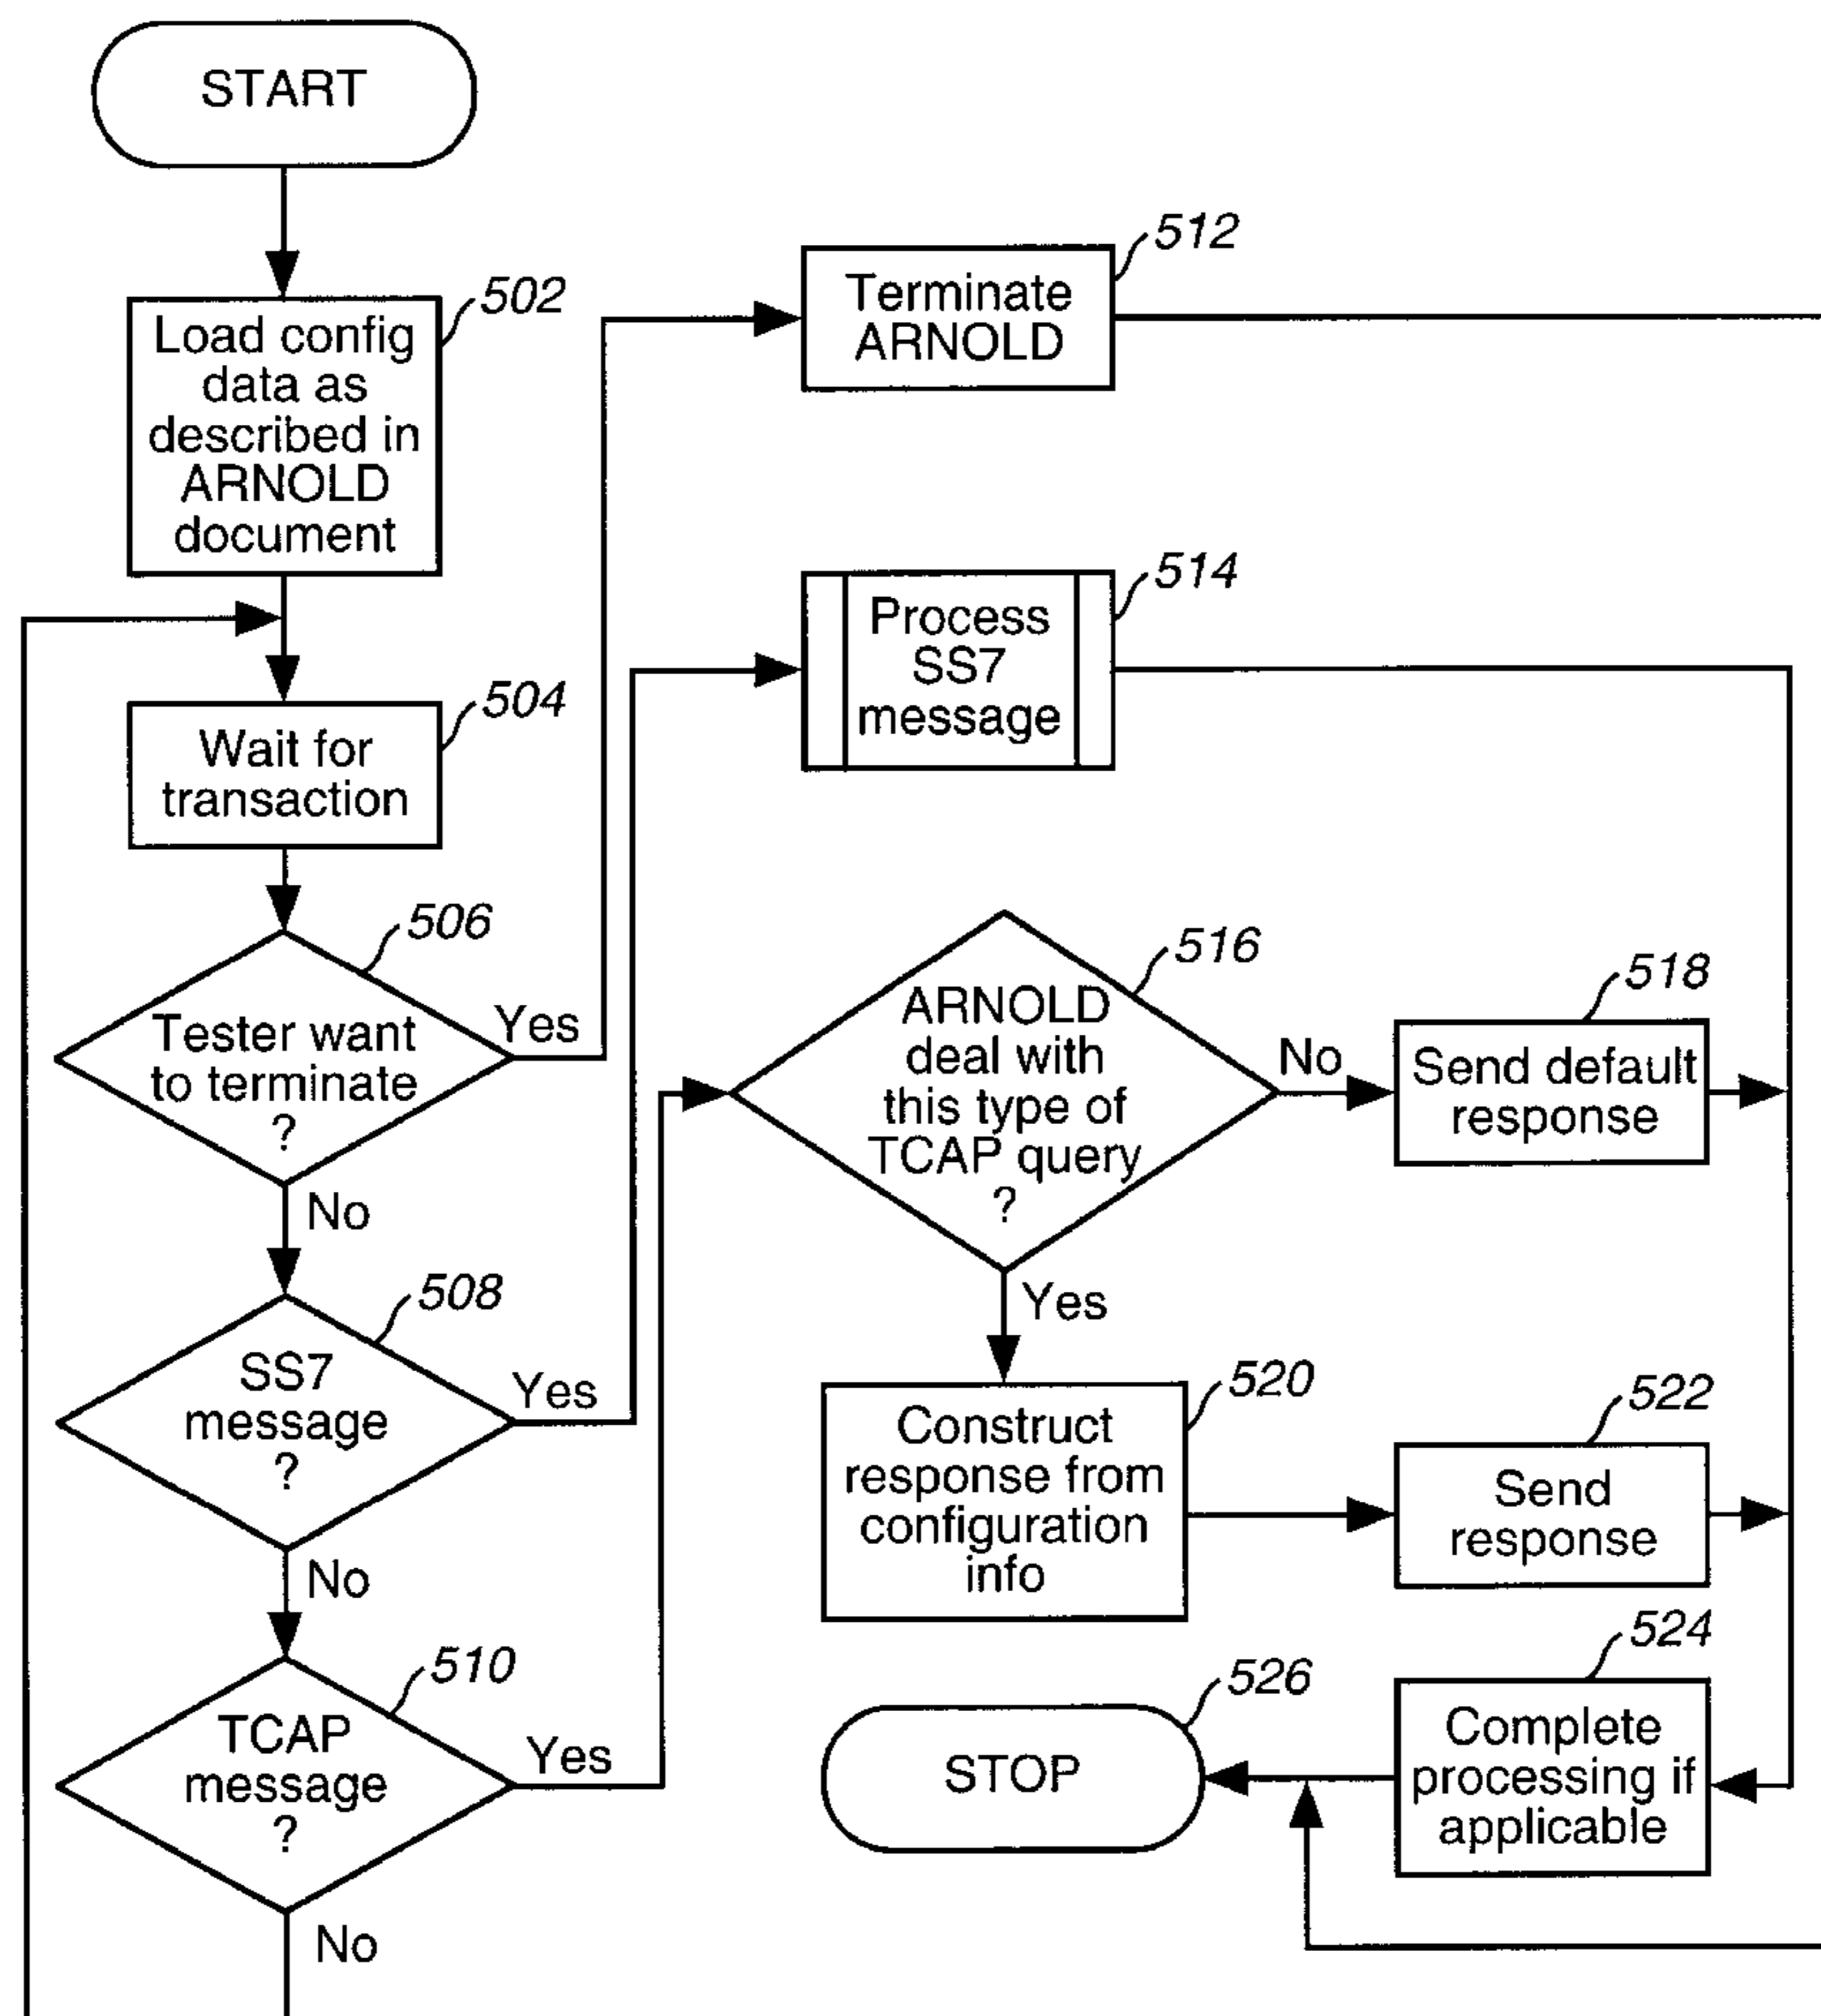 START
502
Load config
data as
described in
ARNOLD
document
504
Wait for
transaction
506
Tester want
to terminate
?
Yes
No
508
SS7
message
?
Yes
No
510
TCAP
message
?
Yes
No
512
Terminate
ARNOLD
514
Process
SS7
message
516
ARNOLD
deal with
this type of
TCAP query
?
No
Yes
518
Send default
response
520
Construct
response from
configuration
info
522
Send
response
524
Complete
processing if
applicable
526
STOP